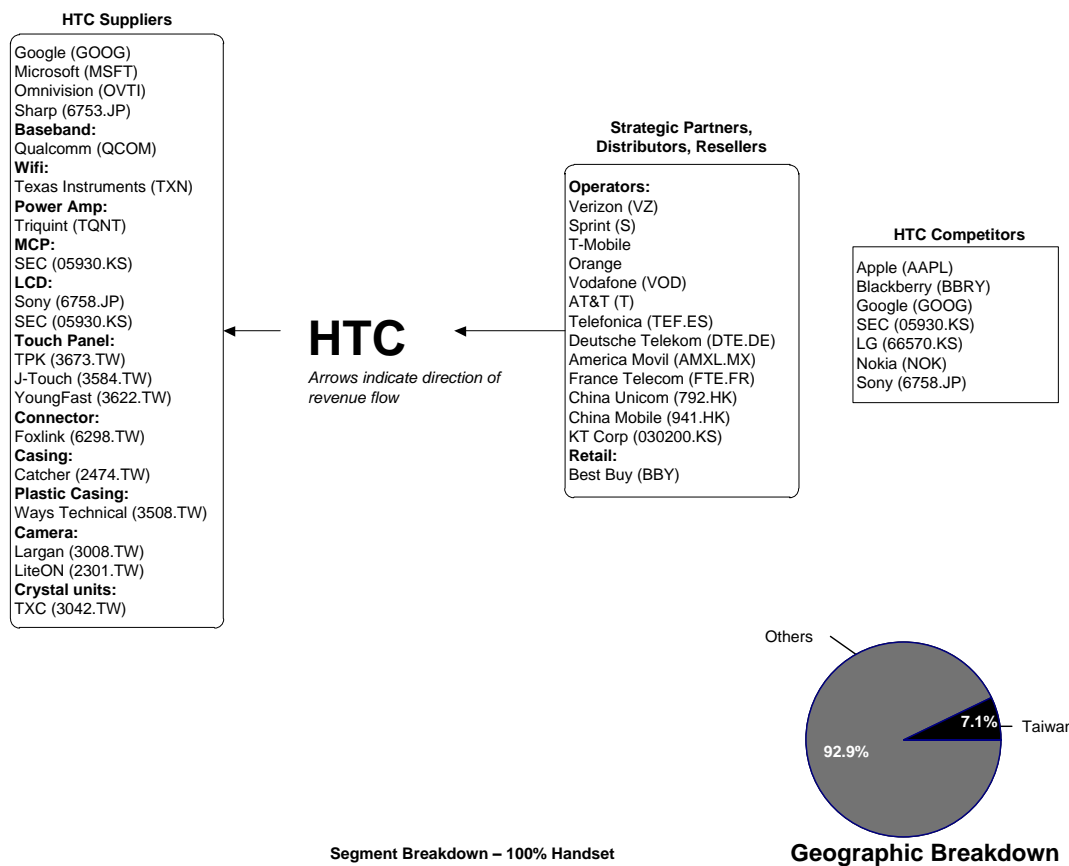 HTC Suppliers
Google (GOOG)
Microsoft (MSFT)
Omnivision (OVTI)
Sharp (6753.JP)
Baseband:
Qualcomm (QCOM)
Wifi:
Texas Instruments (TXN)
Power Amp:
Triquint (TQNT)
MCP:
SEC (05930.KS)
LCD:
Sony (6758.JP)
SEC (05930.KS)
Touch Panel:
TPK (3673.TW)
J-Touch (3584.TW)
YoungFast (3622.TW)
Connector:
Foxlink (6298.TW)
Casing:
Catcher (2474.TW)
Plastic Casing:
Ways Technical (3508.TW)
Camera:
Largan (3008.TW)
LiteON (2301.TW)
Crystal units:
TXC (3042.TW)
HTC
Arrows indicate direction of
revenue flow
Strategic Partners,
Distributors, Resellers
Operators:
Verizon (VZ)
Sprint (S)
T-Mobile
Orange
Vodafone (VOD)
AT&T (T)
Telefonica (TEF.ES)
Deutsche Telekom (DTE.DE)
America Movil (AMXL.MX)
France Telecom (FTE.FR)
China Unicom (792.HK)
China Mobile (941.HK)
KT Corp (030200.KS)
Retail:
Best Buy (BBY)
HTC Competitors
Apple (AAPL)
Blackberry (BBRY)
Google (GOOG)
SEC (05930.KS)
LG (66570.KS)
Nokia (NOK)
Sony (6758.JP)
Others
7.1%
Taiwan
92.9%
Segment Breakdown – 100% Handset
Geographic Breakdown